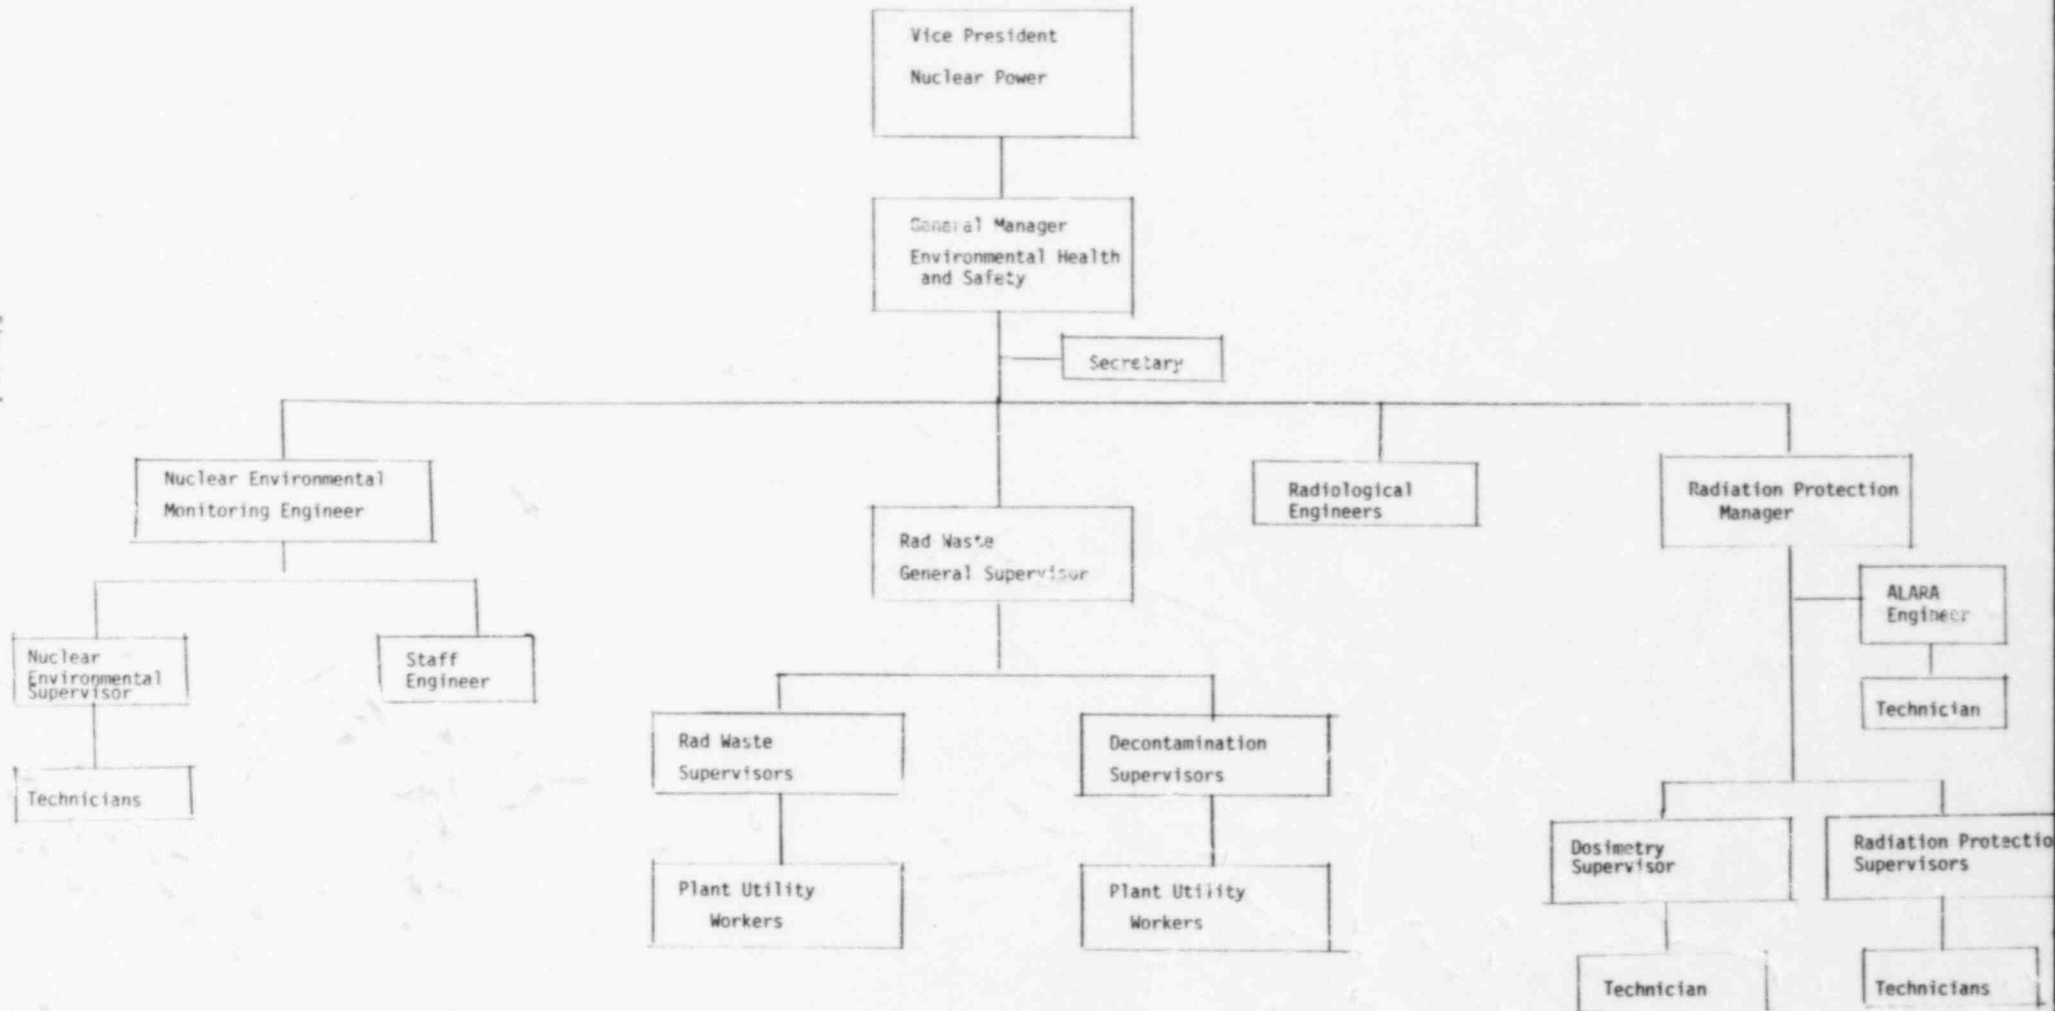 Vice President
Nuclear Power
General Manager
Environmental Health
and Safety
Secretary
Nuclear Environmental
Monitoring Engineer
Rad Waste
General Supervisor
Radiological
Engineers
Radiation Protection
Manager
ALARA
Engineer
Technician
Nuclear
Environmental
Supervisor
Staff
Engineer
Technicians
Rad Waste
Supervisors
Decontamination
Supervisors
Plant Utility
Workers
Plant Utility
Workers
Dosimetry
Supervisor
Radiation Protectio
Supervisors
Technician
Technicians